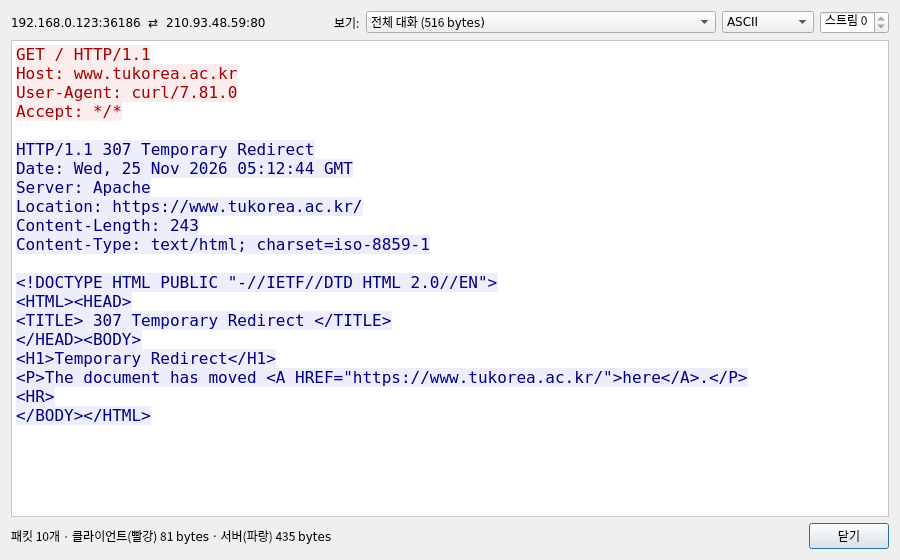 192.168.0.123:36186 ⇄ 210.93.48.59:80 보기: 전체 대화 (516 bytes) ASCII 스트림 0
GET / HTTP/1.1
Host: www.tukorea.ac.kr
User-Agent: curl/7.81.0
Accept: */*
HTTP/1.1 307 Temporary Redirect
Date: Wed, 25 Nov 2026 05:12:44 GMT
Server: Apache
Location: https://www.tukorea.ac.kr/
Content-Length: 243
Content-Type: text/html; charset=iso-8859-1
<!DOCTYPE HTML PUBLIC "-//IETF//DTD HTML 2.0//EN">
<HTML><HEAD>
<TITLE> 307 Temporary Redirect </TITLE>
</HEAD><BODY>
<H1>Temporary Redirect</H1>
<P>The document has moved <A HREF="https://www.tukorea.ac.kr/">here</A>.</P>
<HR>
</BODY></HTML>
패킷 10개 · 클라이언트(빨강) 81 bytes · 서버(파랑) 435 bytes 닫기